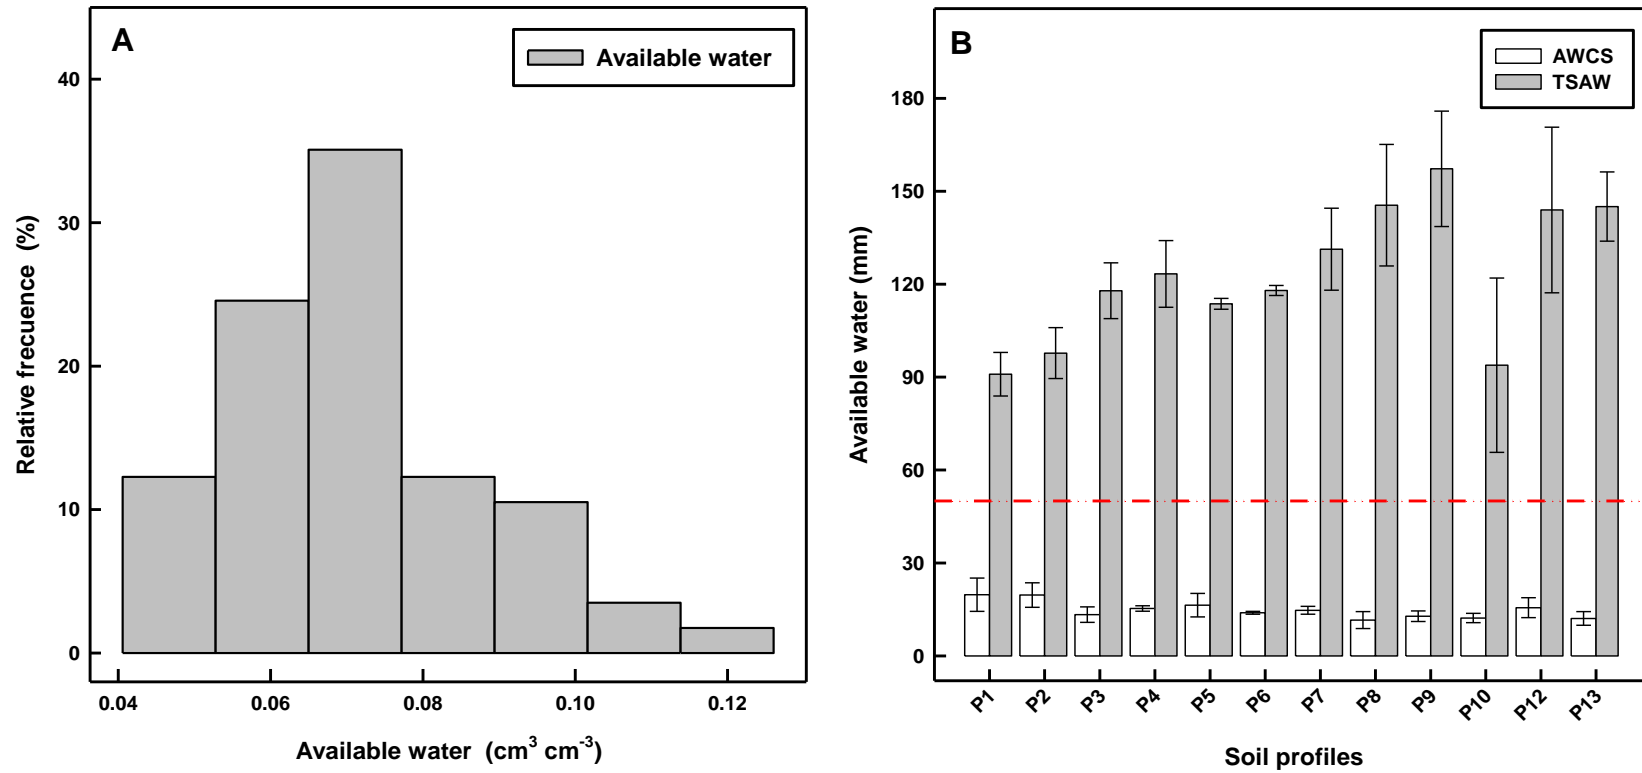 A
Available water
40
30
20
10
0
Relative frecuence (%)
0.04 0.06 0.08 0.10 0.12
Available water (cm³ cm⁻³)
B
AWCS
TSAW
180
150
120
90
60
30
0
Available water (mm)
P1 P2 P3 P4 P5 P6 P7 P8 P9 P10 P12 P13
Soil profiles